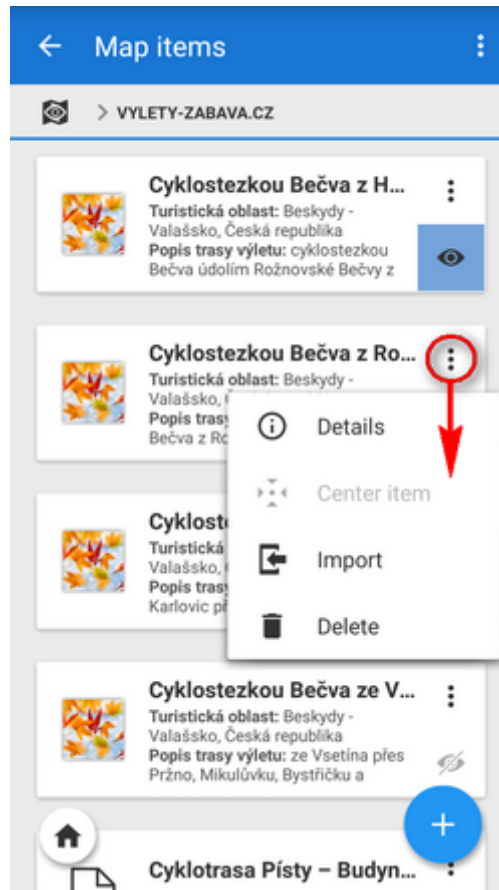 Map items
VYLETY-ZABAVA.CZ
Cyklostezkou Bečva z H...
Turistická oblast: Beskydy -
Valašsko, Česká republika
Popis trasy výletu: cyklostezkou
Bečva údolím Rožnovské Bečvy z
Cyklostezkou Bečva z Ro...
Turistická oblast: Beskydy -
Valašsko,
Popis trasy
Bečva z Ro
Details
Center item
Import
Delete
Cykloste
Turistická
Valašsko,
Popis trasy
Karlovic př
Cyklostezkou Bečva ze V...
Turistická oblast: Beskydy -
Valašsko, Česká republika
Popis trasy výletu: ze Vsetína přes
Pržno, Mikulůvku, Bystřičku a
Cyklotrasa Písty – Budyn...